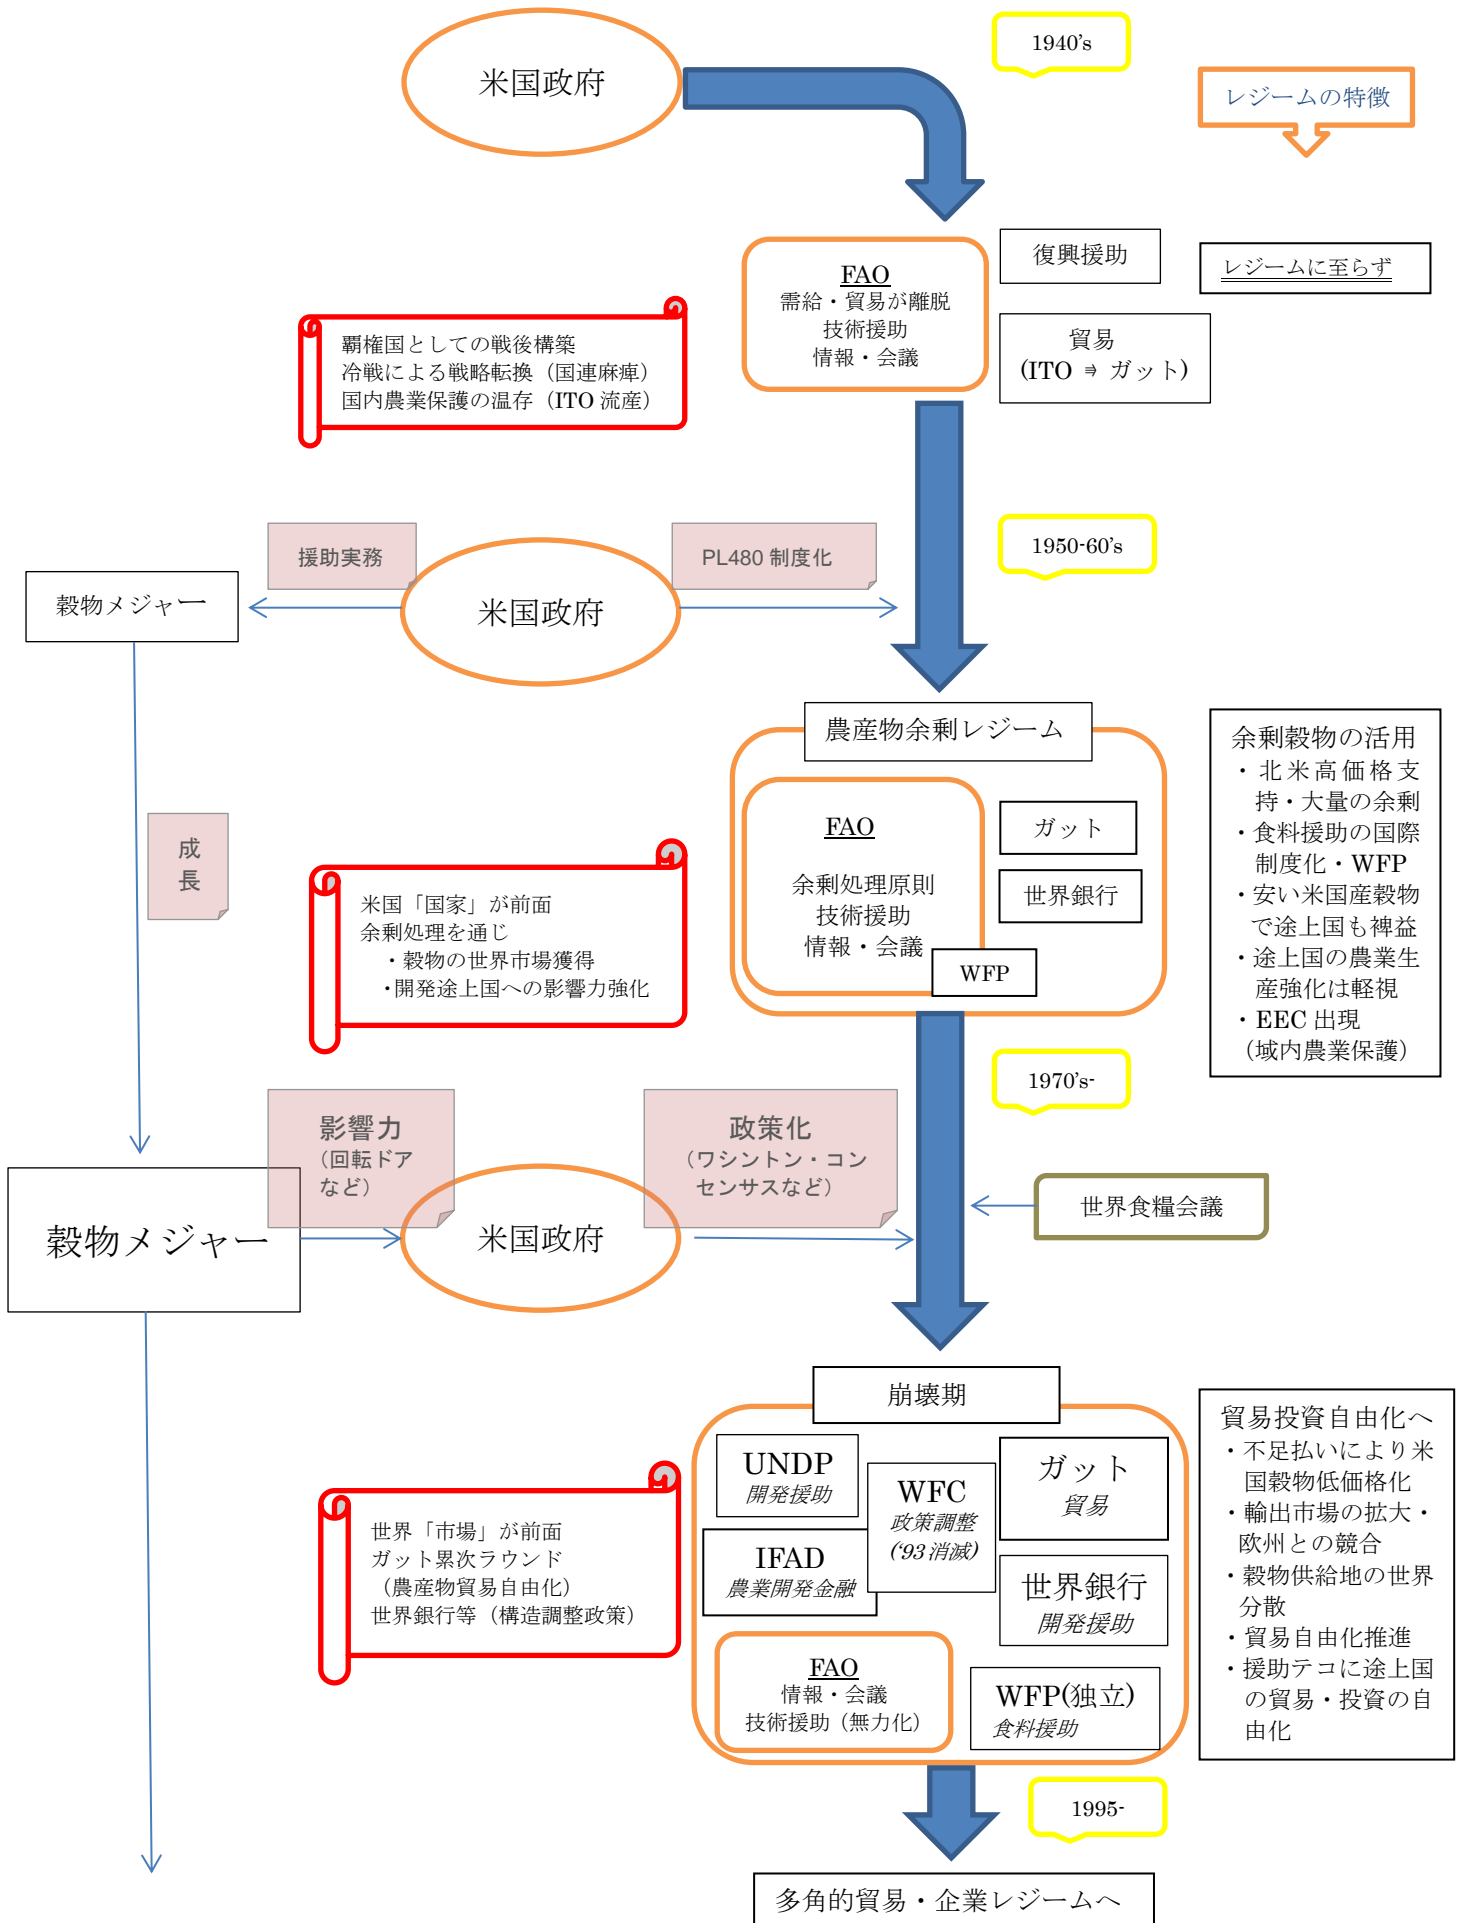 1940's
米国政府
レジームの特徴
復興援助
レジームに至らず
FAO
需給・貿易が離脱
技術援助
情報・会議
貿易
(ITO ⇛ ガット)
覇権国としての戦後構築
冷戦による戦略転換（国連麻痺）
国内農業保護の温存（ITO 流産）
1950-60's
援助実務
PL480 制度化
穀物メジャー
米国政府
農産物余剰レジーム
FAO
余剰処理原則
技術援助
情報・会議
ガット
世界銀行
WFP
余剰穀物の活用
・北米高価格支
持・大量の余剰
・食料援助の国際
制度化・WFP
・安い米国産穀物
で途上国も裨益
・途上国の農業生
産強化は軽視
・EEC 出現
（域内農業保護）
成
長
米国「国家」が前面
余剰処理を通じ
・穀物の世界市場獲得
・開発途上国への影響力強化
1970's-
影響力
（回転ドア
など）
政策化
（ワシントン・コン
センサスなど）
世界食糧会議
穀物メジャー
米国政府
崩壊期
UNDP
開発援助
WFC
政策調整
(‘93 消滅)
ガット
貿易
IFAD
農業開発金融
世界銀行
開発援助
FAO
情報・会議
技術援助（無力化）
WFP(独立)
食料援助
世界「市場」が前面
ガット累次ラウンド
（農産物貿易自由化）
世界銀行等（構造調整政策）
貿易投資自由化へ
・不足払いにより米
国穀物低価格化
・輸出市場の拡大・
欧州との競合
・穀物供給地の世界
分散
・貿易自由化推進
・援助テコに途上国
の貿易・投資の自
由化
1995-
多角的貿易・企業レジームへ